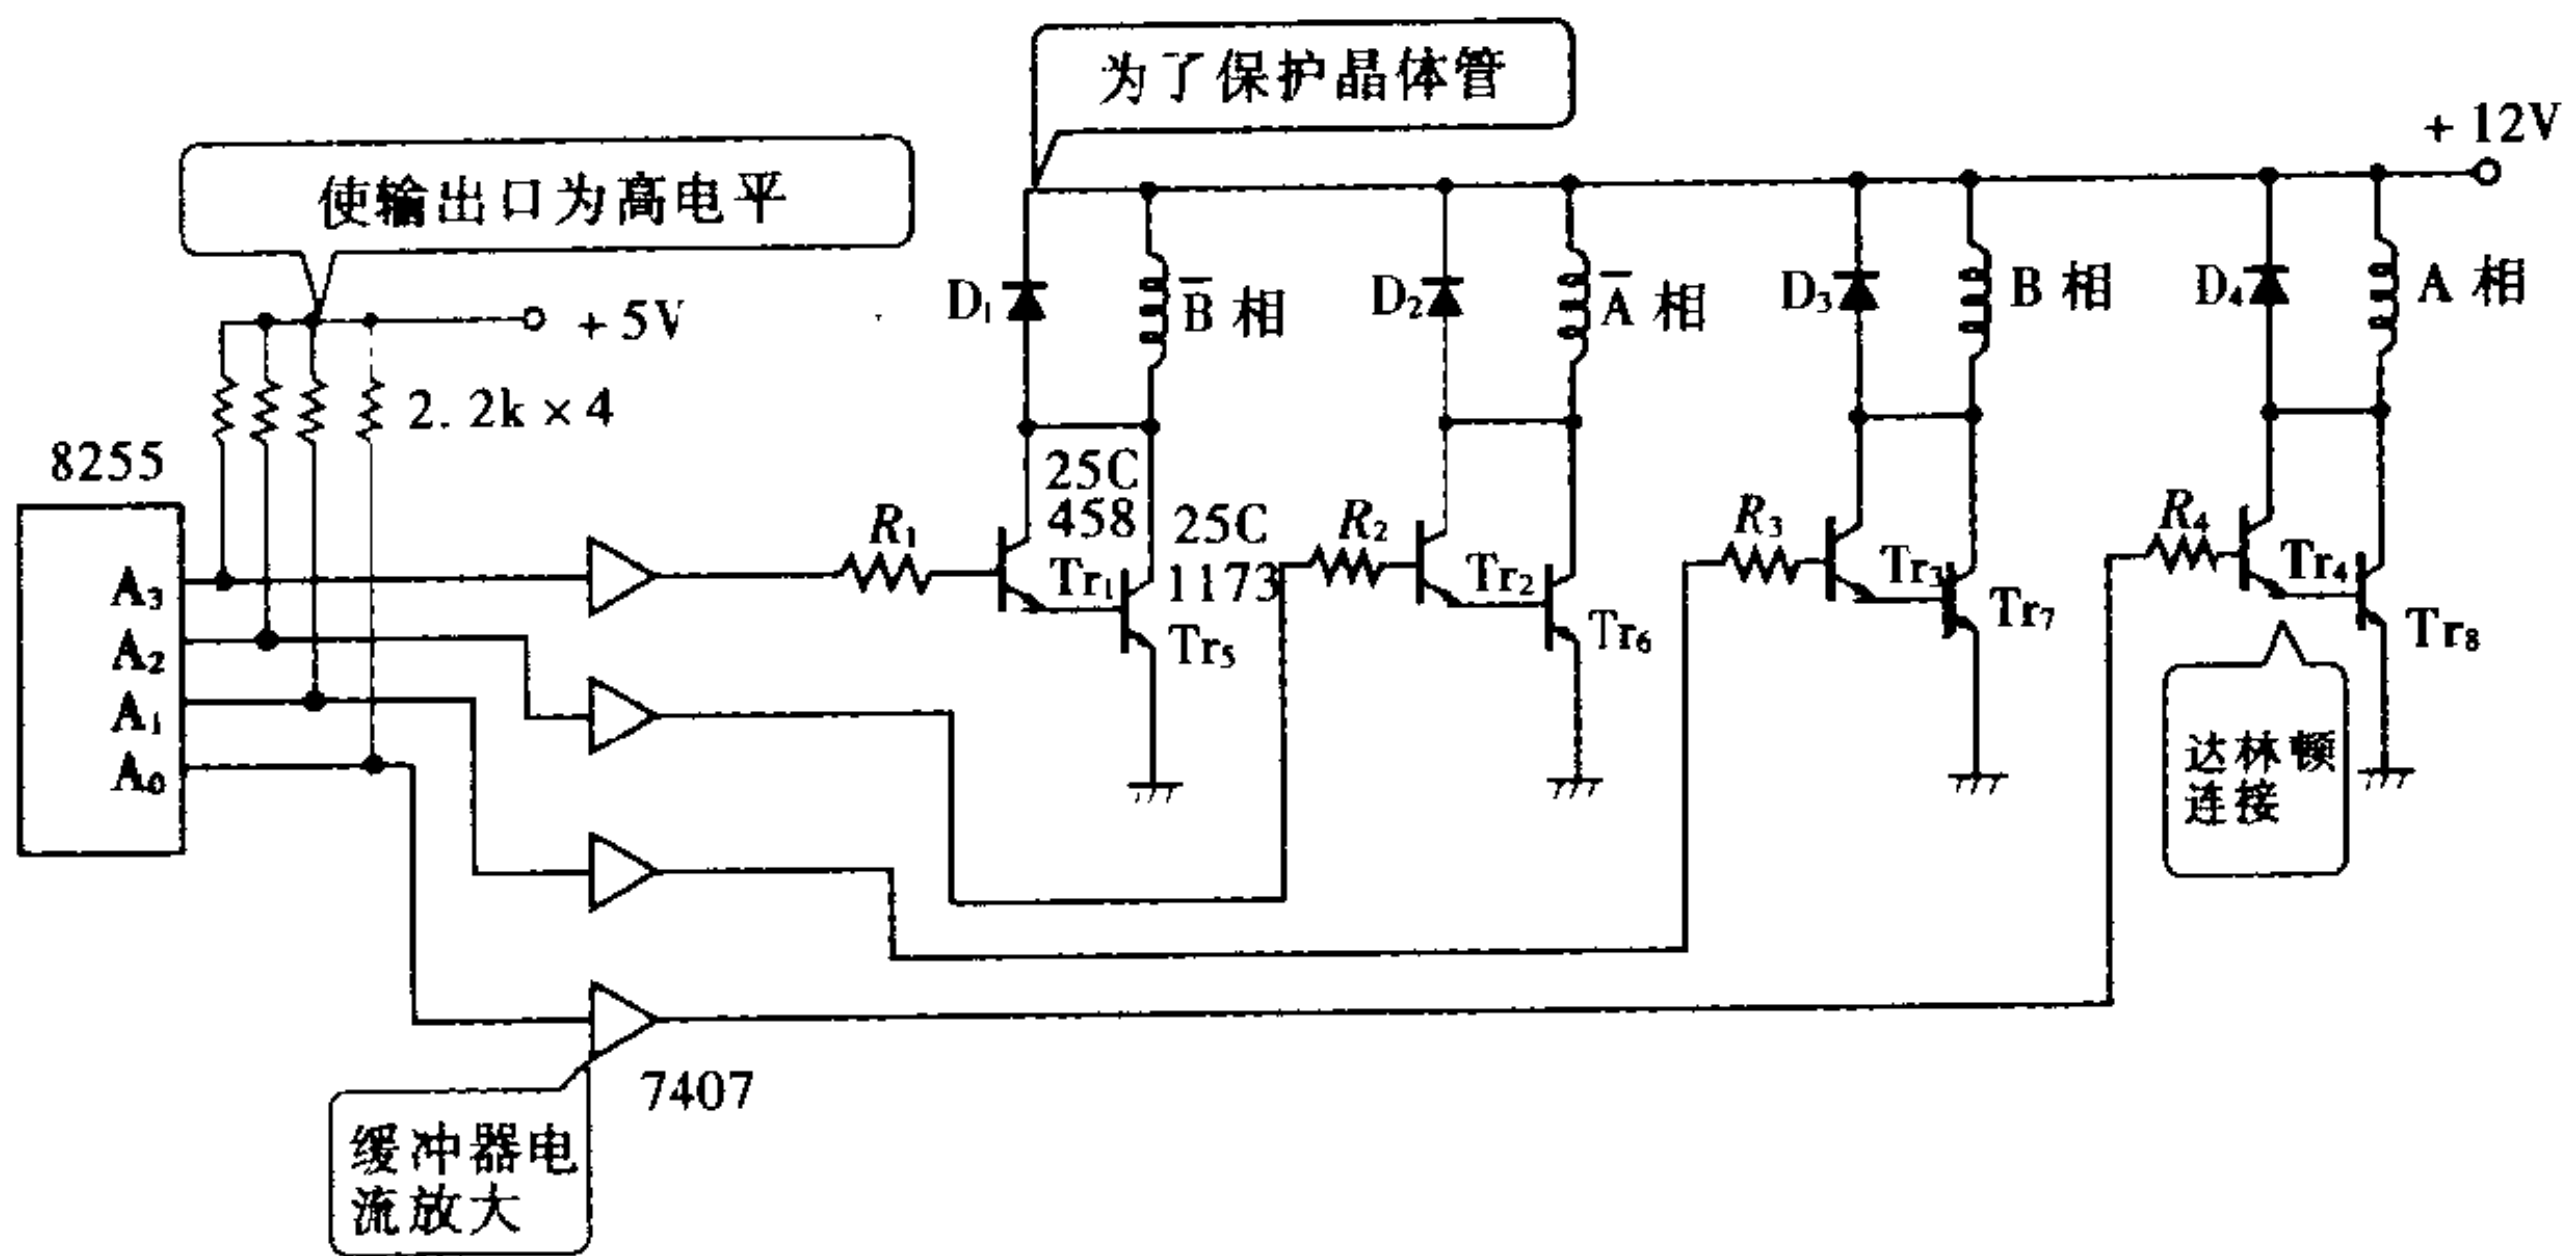 为了保护晶体管
+ 12V
使输出口为高电平
+ 5V
2. 2k × 4
8255
A₃
A₂
A₁
A₀
D₁
B̅ 相
D₂
A̅ 相
D₃
B 相
D₄
A 相
R₁
25C
458
Tr₁
25C
1173
Tr₅
R₂
Tr₂
Tr₆
R₃
Tr₃
Tr₇
R₄
Tr₄
Tr₈
达林顿
连接
7407
缓冲器电
流放大